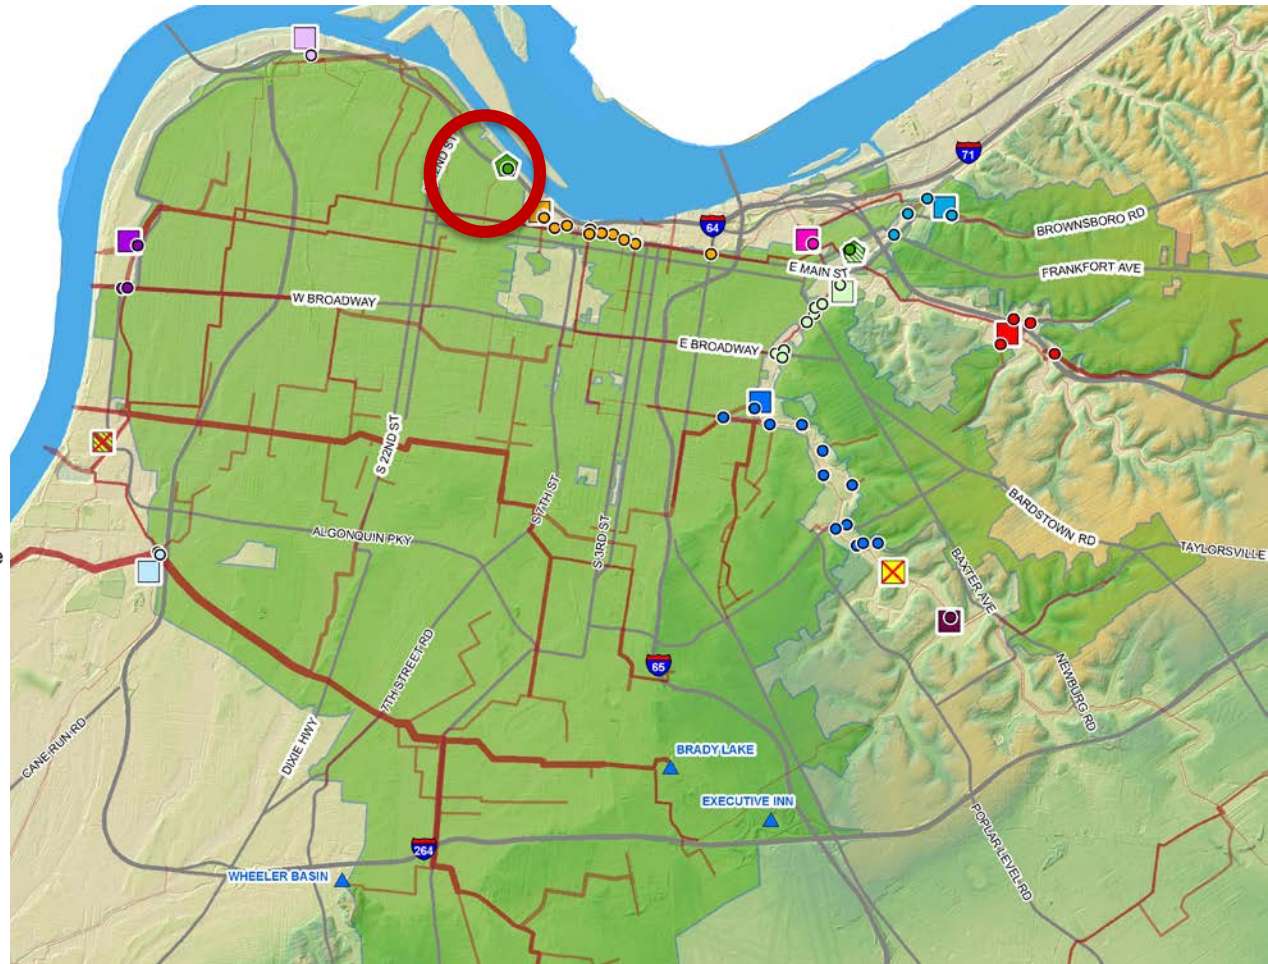 2ND ST
71
BROWNSBORO RD
64
E MAIN ST
FRANKFORT AVE
W BROADWAY
E BROADWAY
S 22ND ST
S 7TH ST
BARDSTOWN RD
S 3RD ST
ALGONQUIN PKY
TAYLORSVILLE
e
BAXTER AVE
65
7TH STREET RD
NEWBURG RD
CANE RUN RD
DIXIE HWY
BRADY LAKE
EXECUTIVE INN
POPLAR LEVEL RD
264
WHEELER BASIN